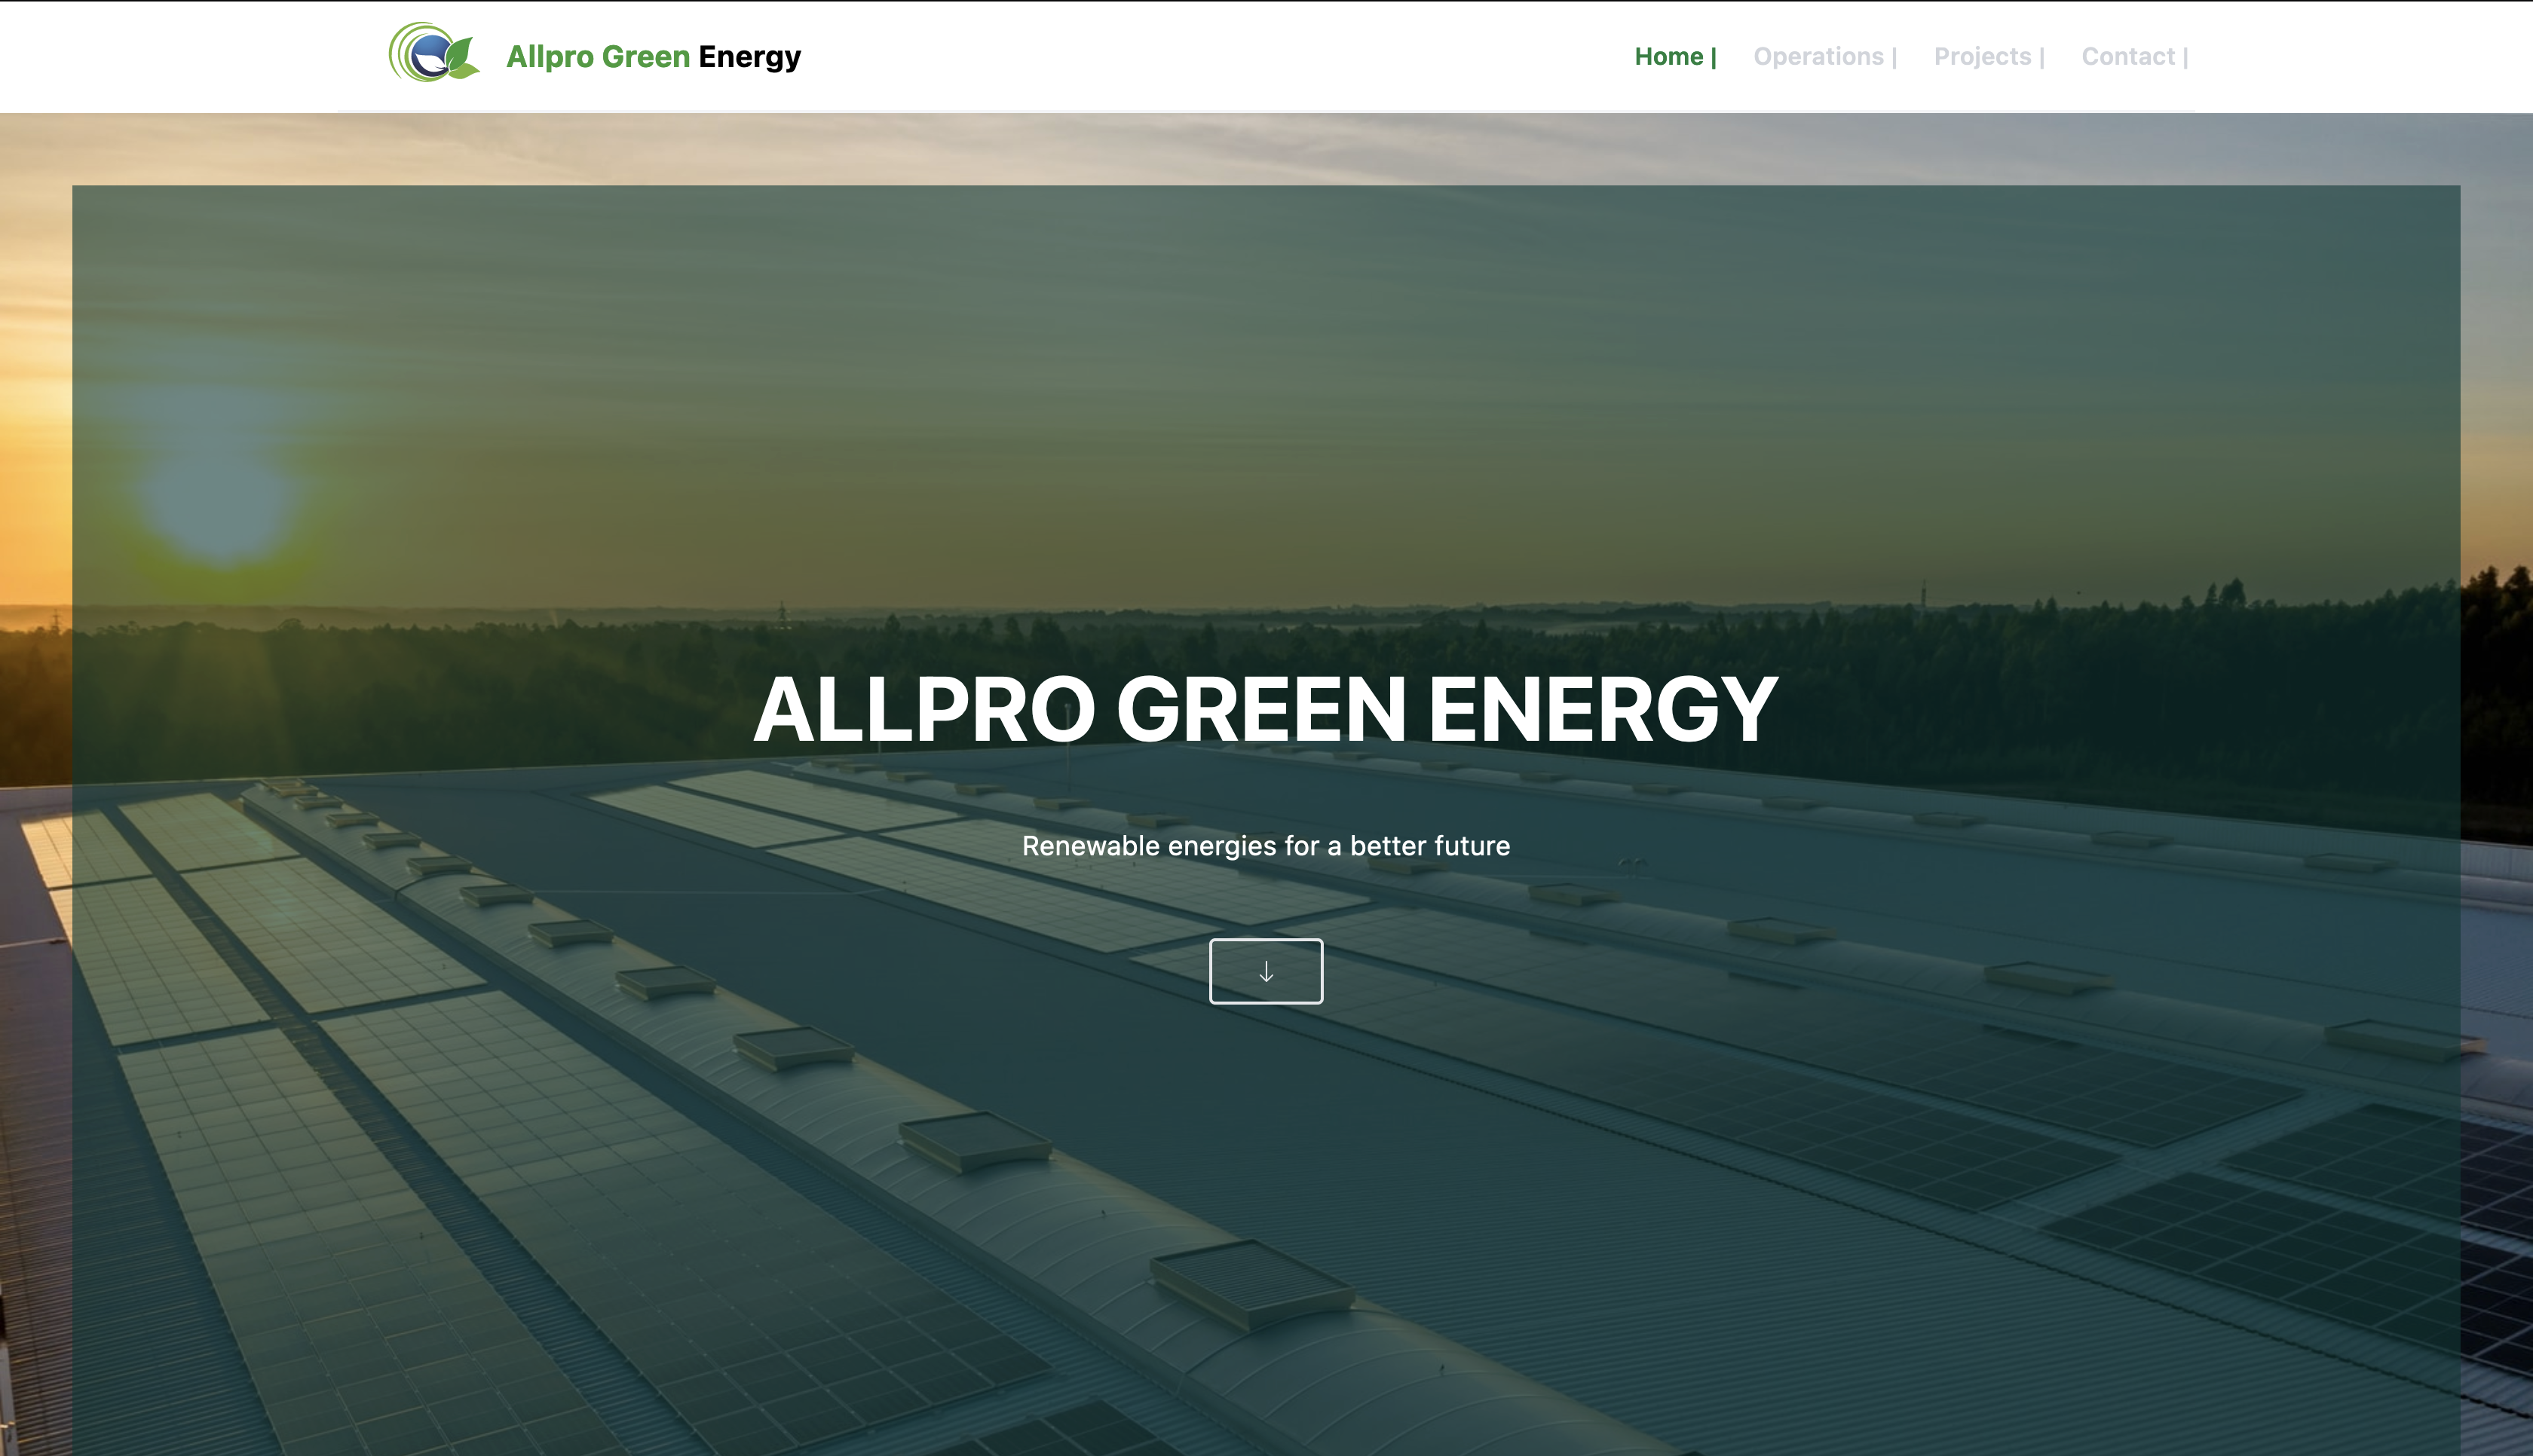 Allpro Green Energy
Home | Operations | Projects | Contact |
ALLPRO GREEN ENERGY
Renewable energies for a better future